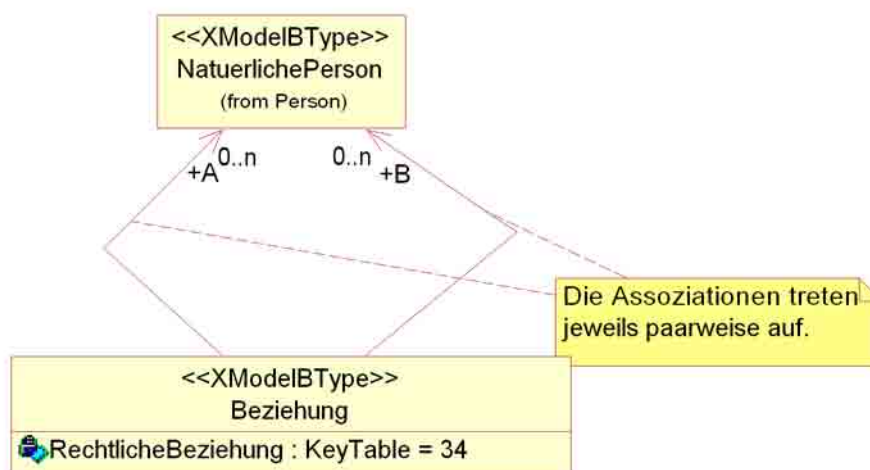 <<XModelBType>>
NatuerlichePerson
(from Person)
0..n
+A
0..n
+B
Die Assoziationen treten
jeweils paarweise auf.
<<XModelBType>>
Beziehung
RechtlicheBeziehung : KeyTable = 34